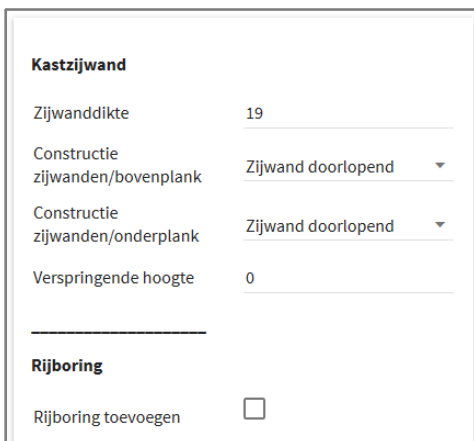 Kastzijwand
Zijwanddikte 19
Constructie
zijwanden/bovenplank Zijwand doorlopend
Constructie
zijwanden/onderplank Zijwand doorlopend
Verspringende hoogte 0
____________________
Rijboring
Rijboring toevoegen